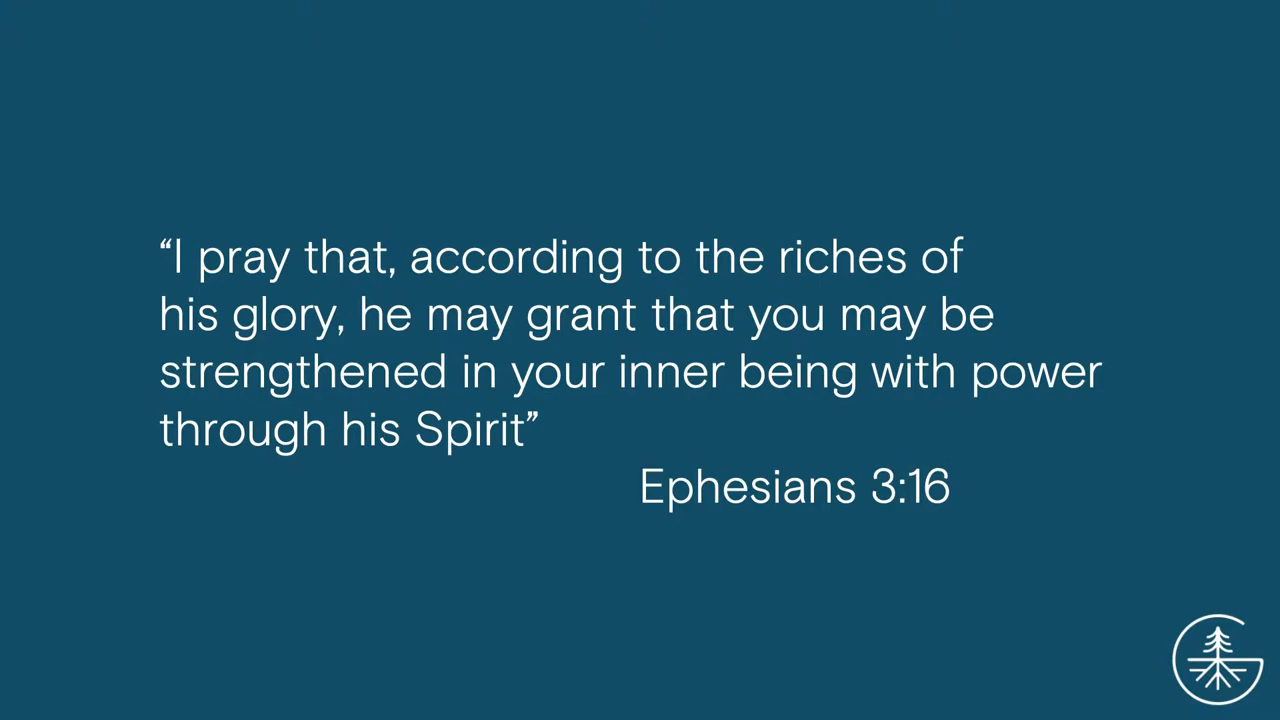 “I pray that, according to the riches of
his glory, he may grant that you may be
strengthened in your inner being with power
through his Spirit”
Ephesians 3:16